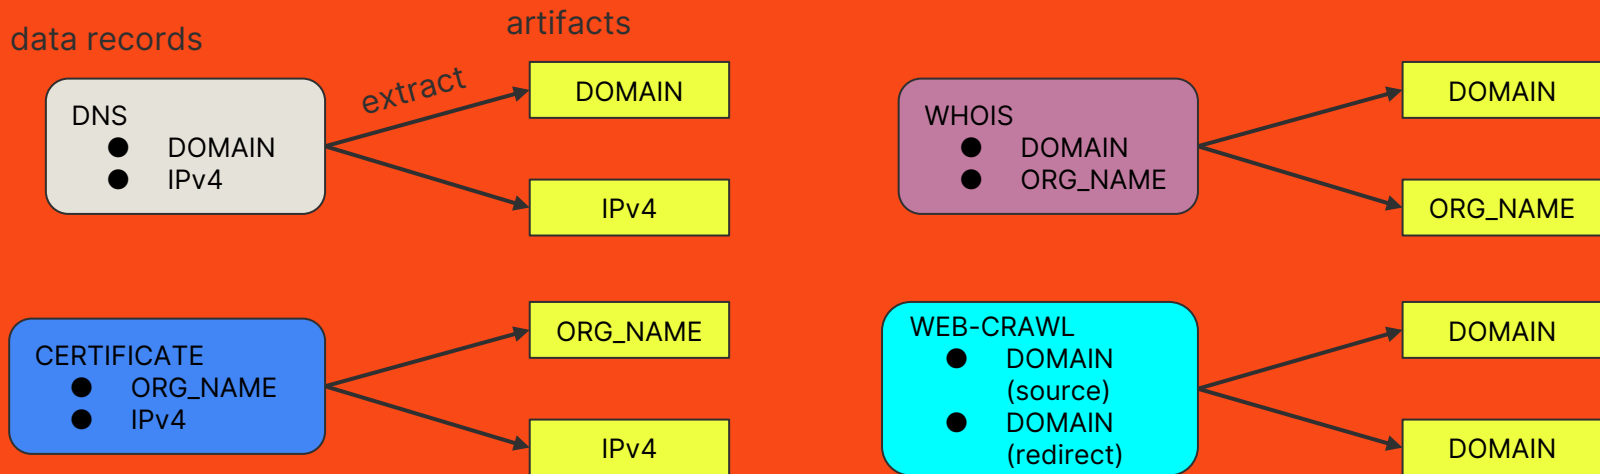 data records
artifacts
extract
DNS
● DOMAIN
● IPv4
DOMAIN
IPv4
WHOIS
● DOMAIN
● ORG_NAME
DOMAIN
ORG_NAME
CERTIFICATE
● ORG_NAME
● IPv4
ORG_NAME
IPv4
WEB-CRAWL
● DOMAIN
(source)
● DOMAIN
(redirect)
DOMAIN
DOMAIN